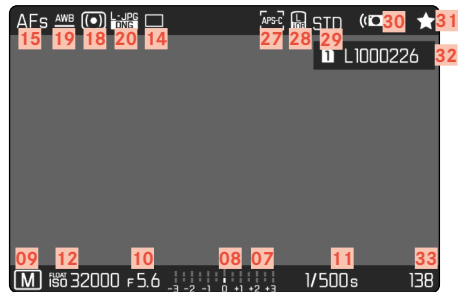 AFs AWB L-JPG DNG APS-C L JPG STD
15 19 18 20 14 27 28 29 30 31
1 L1000226 32
09 12 10 08 07 11 33
M FLOAT ISO 32000 F 5.6 -3 -2 -1 0 +1 +2 +3 1/500s 138